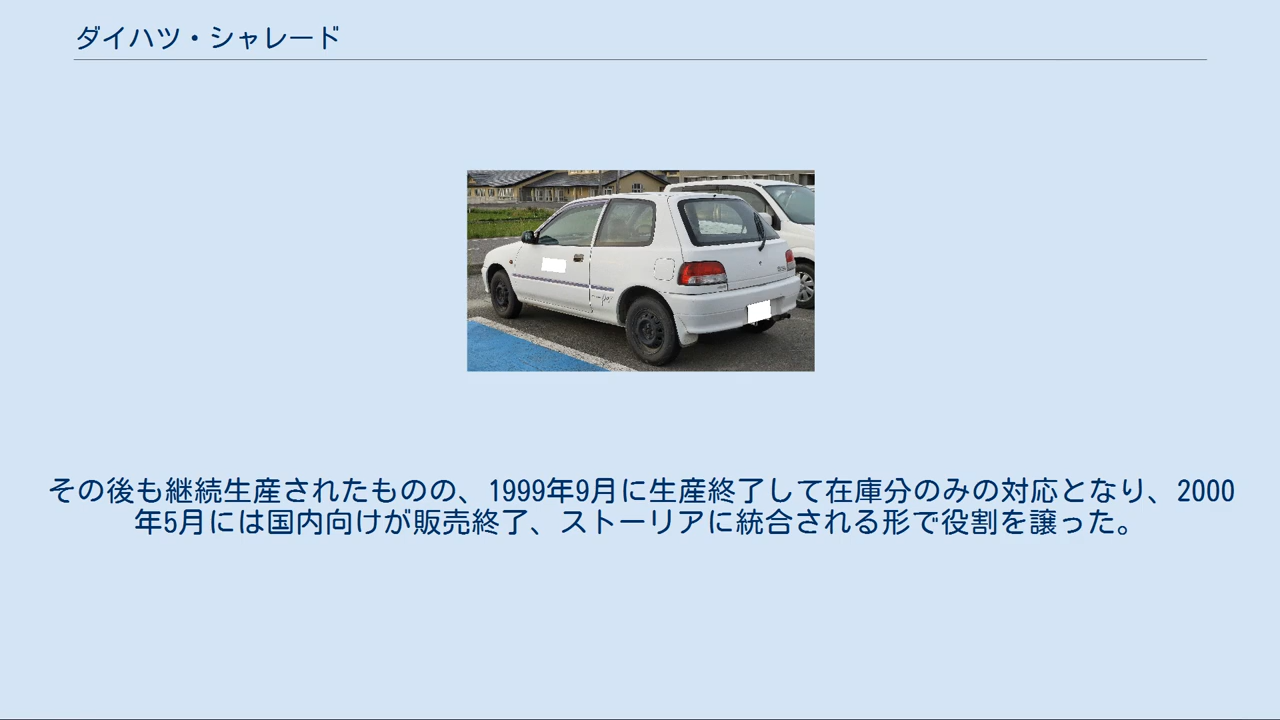 ダイハツ・シャレード
その後も継続生産されたものの、1999年9月に生産終了して在庫分のみの対応となり、2000
年5月には国内向けが販売終了、ストーリアに統合される形で役割を譲った。